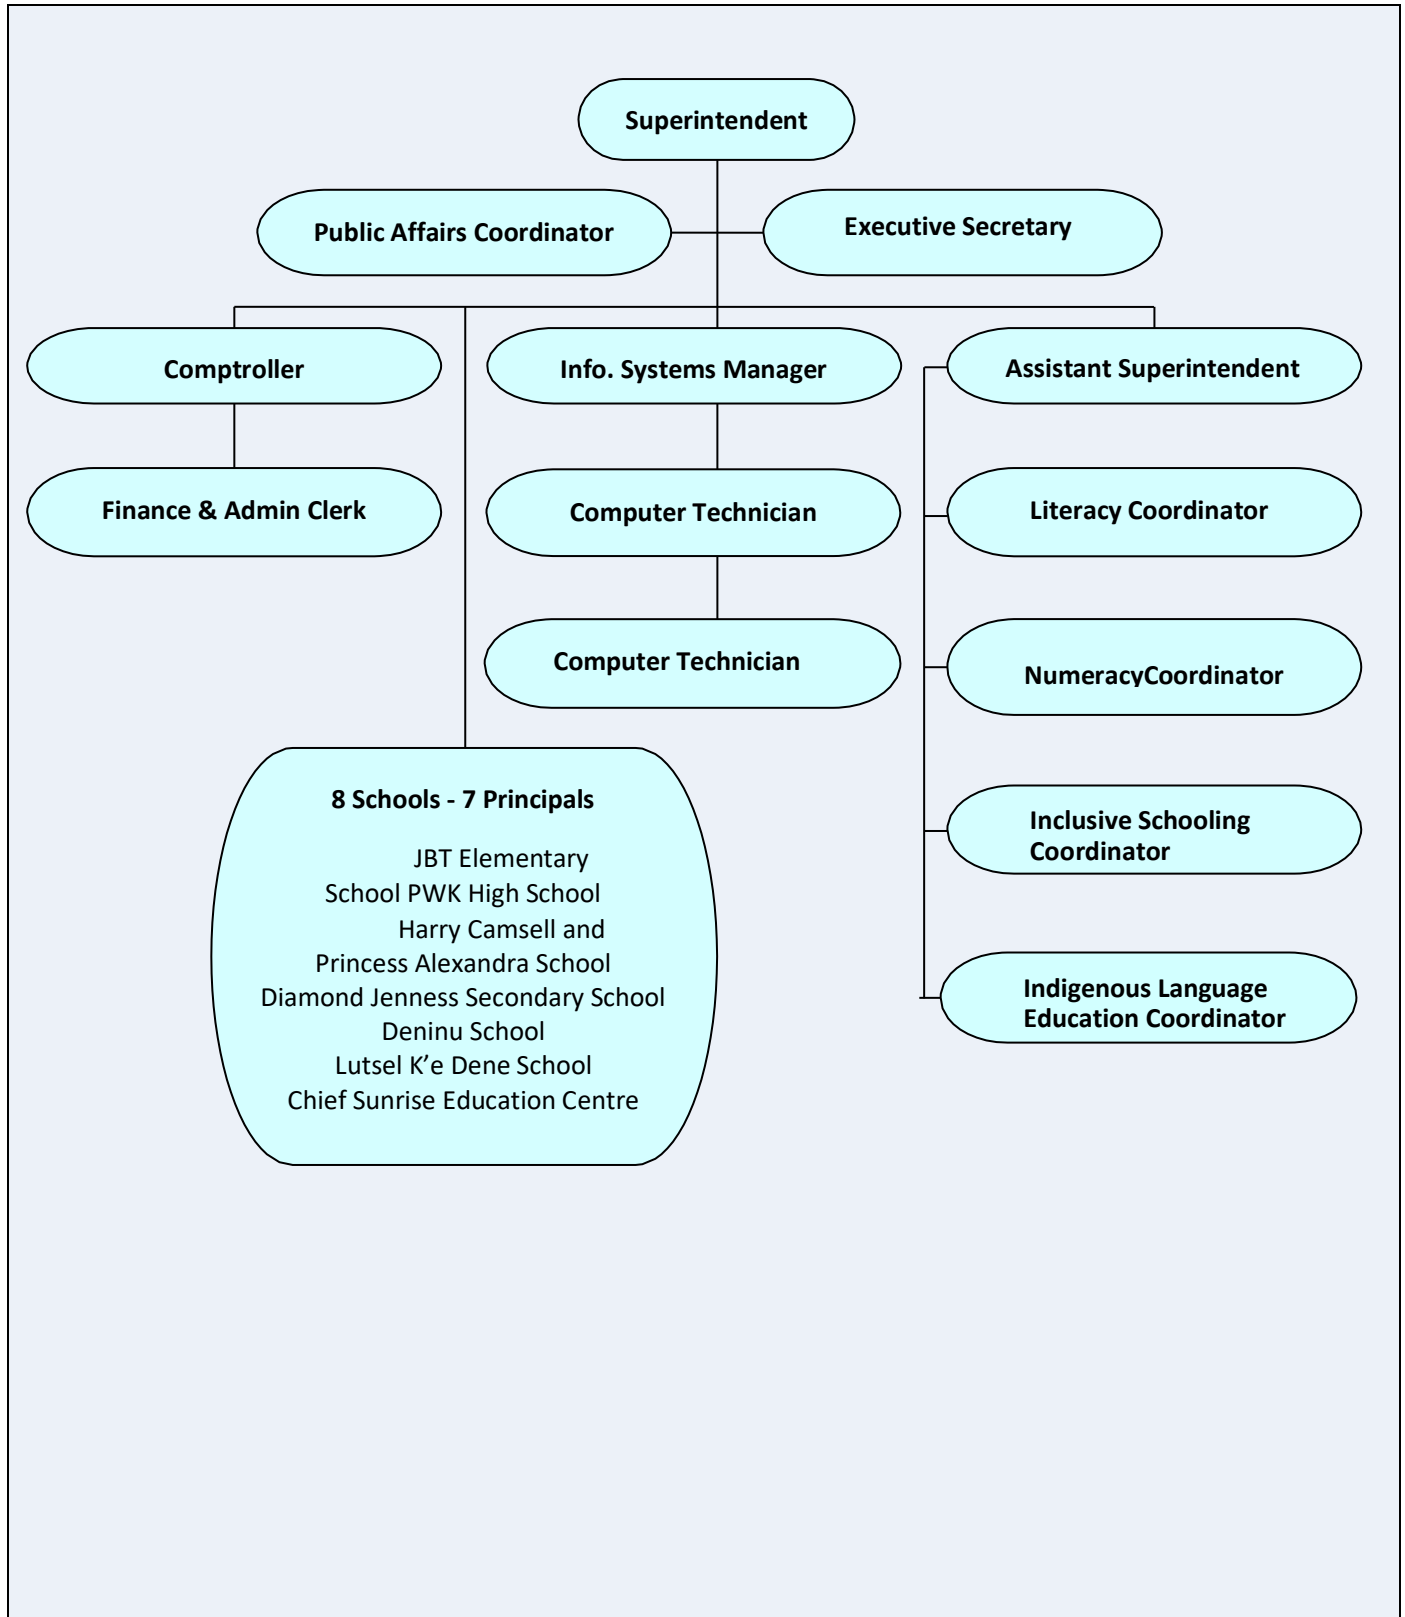 Superintendent
Public Affairs Coordinator
Executive Secretary
Comptroller
Info. Systems Manager
Assistant Superintendent
Finance & Admin Clerk
Computer Technician
Literacy Coordinator
Computer Technician
NumeracyCoordinator
8 Schools - 7 Principals
JBT Elementary
School PWK High School
Harry Camsell and
Princess Alexandra School
Diamond Jenness Secondary School
Deninu School
Lutsel K’e Dene School
Chief Sunrise Education Centre
Inclusive Schooling
Coordinator
Indigenous Language
Education Coordinator